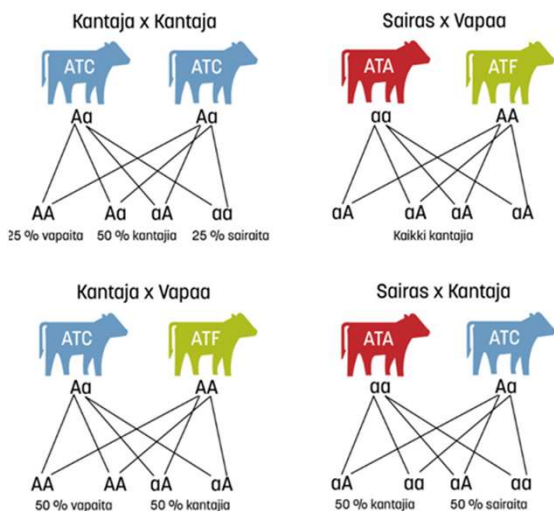 Kantaja x Kantaja
ATC ATC
Aa Aa
AA Aa aA aa
25 % vapaita 50 % kantajia 25 % sairaita
Sairas x Vapaa
ATA ATF
aa AA
aA aA aA aA
Kaikki kantajia
Kantaja x Vapaa
ATC ATF
Aa AA
AA AA aA aA
50 % vapaita 50 % kantajia
Sairas x Kantaja
ATA ATC
aa Aa
aA aa aA aa
50 % kantajia 50 % sairaita